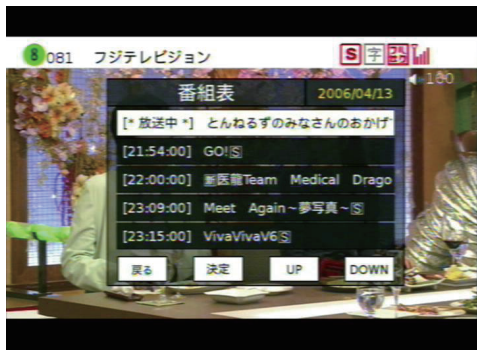 8 081 フジテレビジョン S 字
180
番組表 2006/04/13
[* 放送中 *] とんねるずのみなさんのおかげ
[21:54:00] GO!🅂
[22:00:00] 新医龍Team Medical Drago
[23:09:00] Meet Again~夢写真~🅂
[23:15:00] VivaVivaV6🅂
戻る 決定 UP DOWN